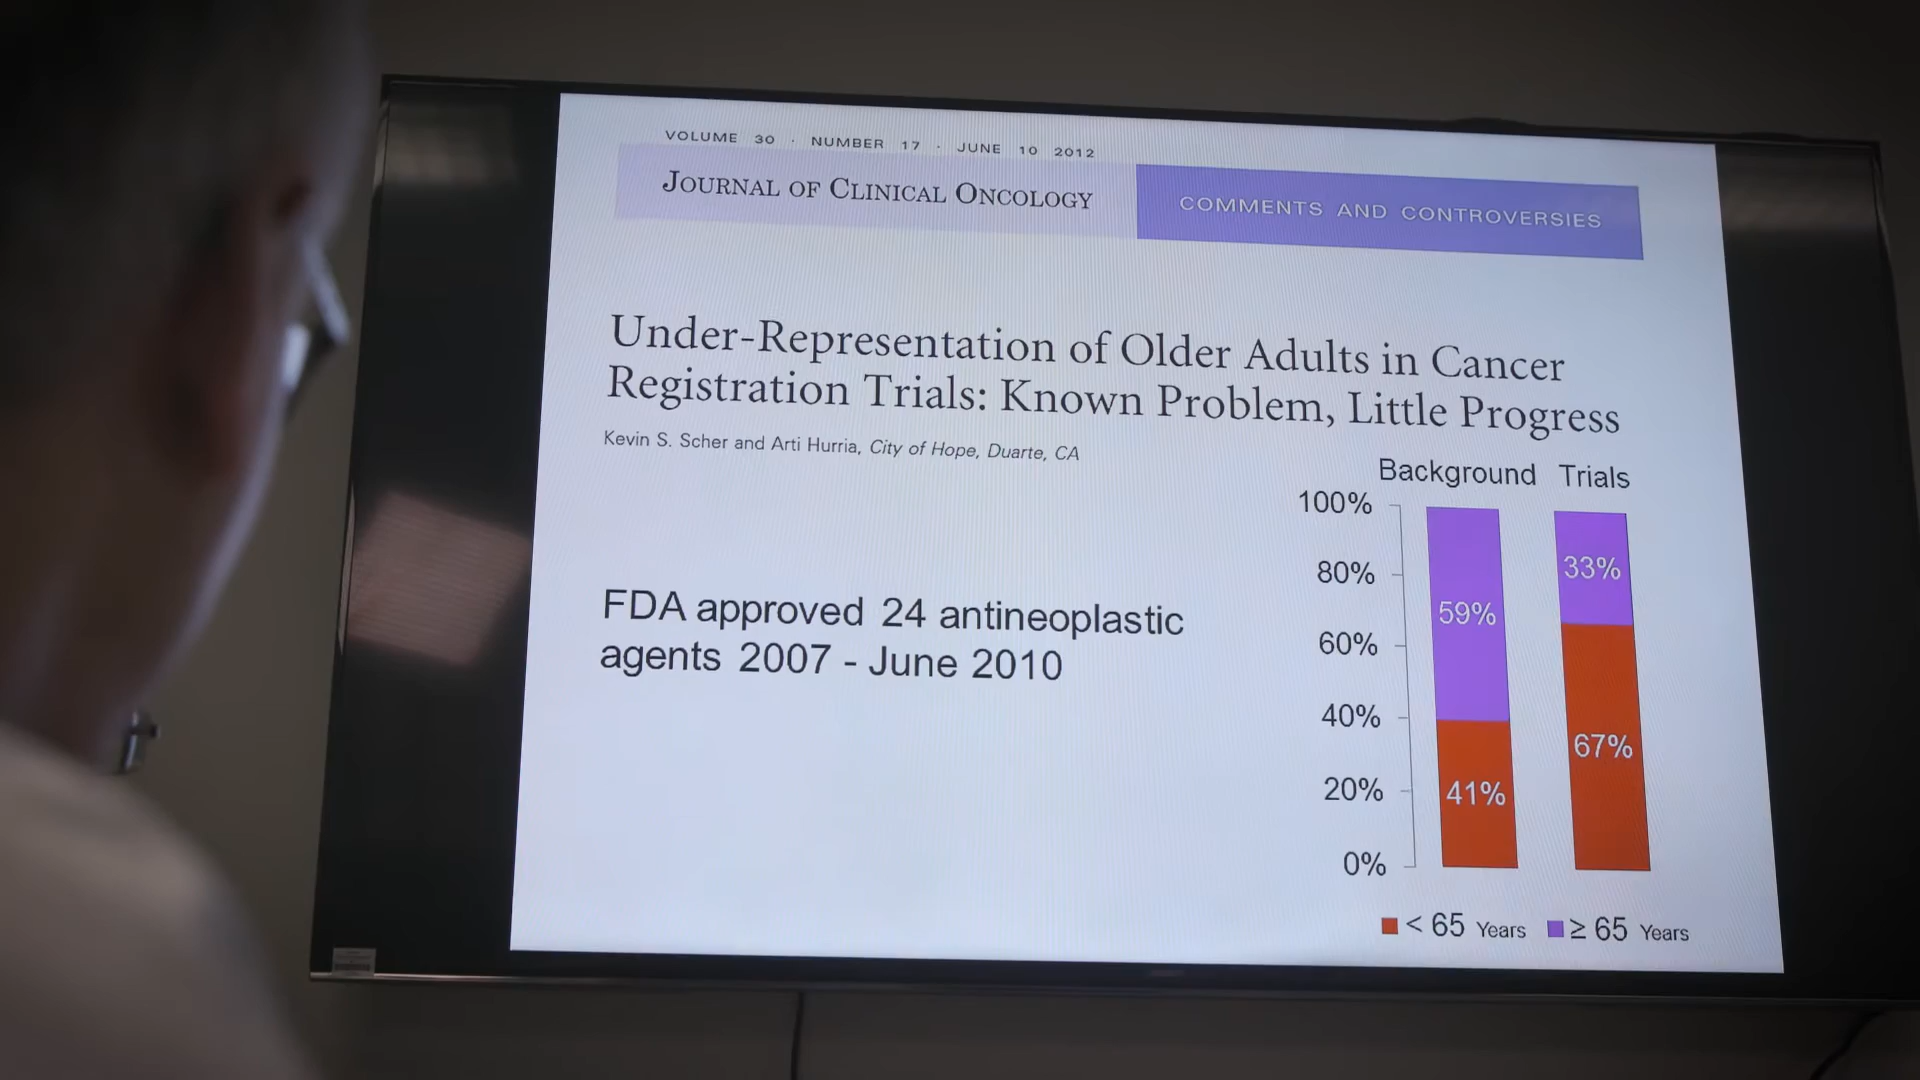 VOLUME 30 · NUMBER 17 · JUNE 10 2012
JOURNAL OF CLINICAL ONCOLOGY
COMMENTS AND CONTROVERSIES
Under-Representation of Older Adults in Cancer
Registration Trials: Known Problem, Little Progress
Kevin S. Scher and Arti Hurria, City of Hope, Duarte, CA
FDA approved 24 antineoplastic
agents 2007 - June 2010
Background Trials
100%
80%
60%
40%
20%
0%
59%
41%
33%
67%
< 65 Years ≥ 65 Years